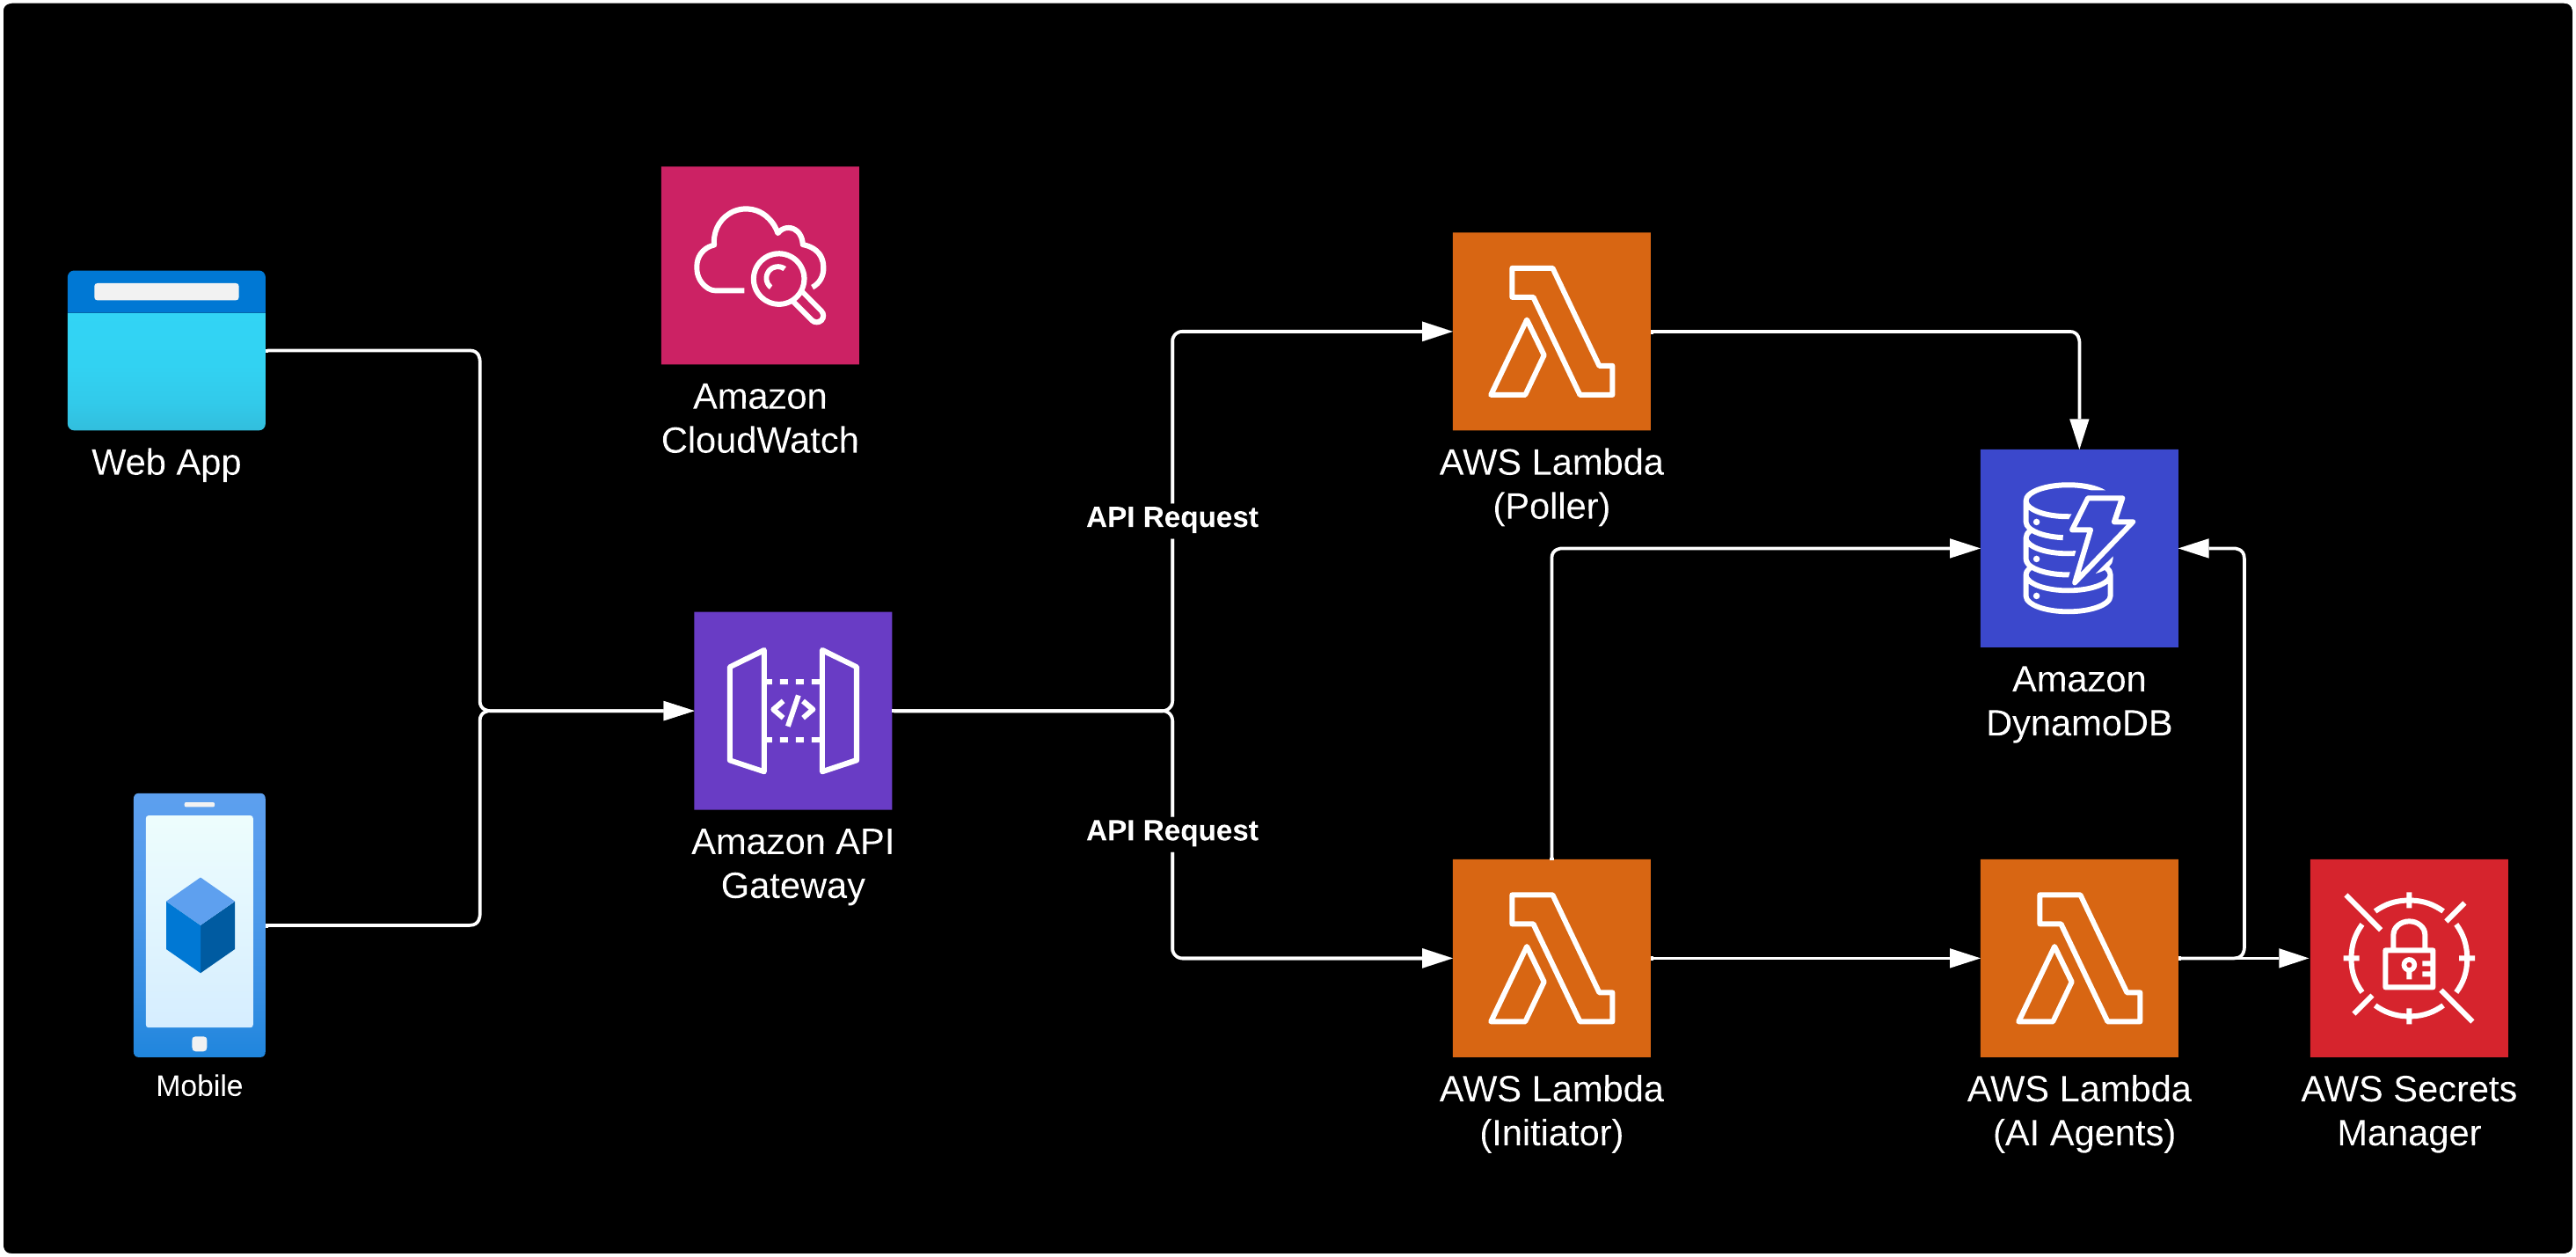 Web App
Mobile
Amazon
CloudWatch
Amazon API
Gateway
API Request
API Request
AWS Lambda
(Poller)
AWS Lambda
(Initiator)
Amazon
DynamoDB
AWS Lambda
(AI Agents)
AWS Secrets
Manager